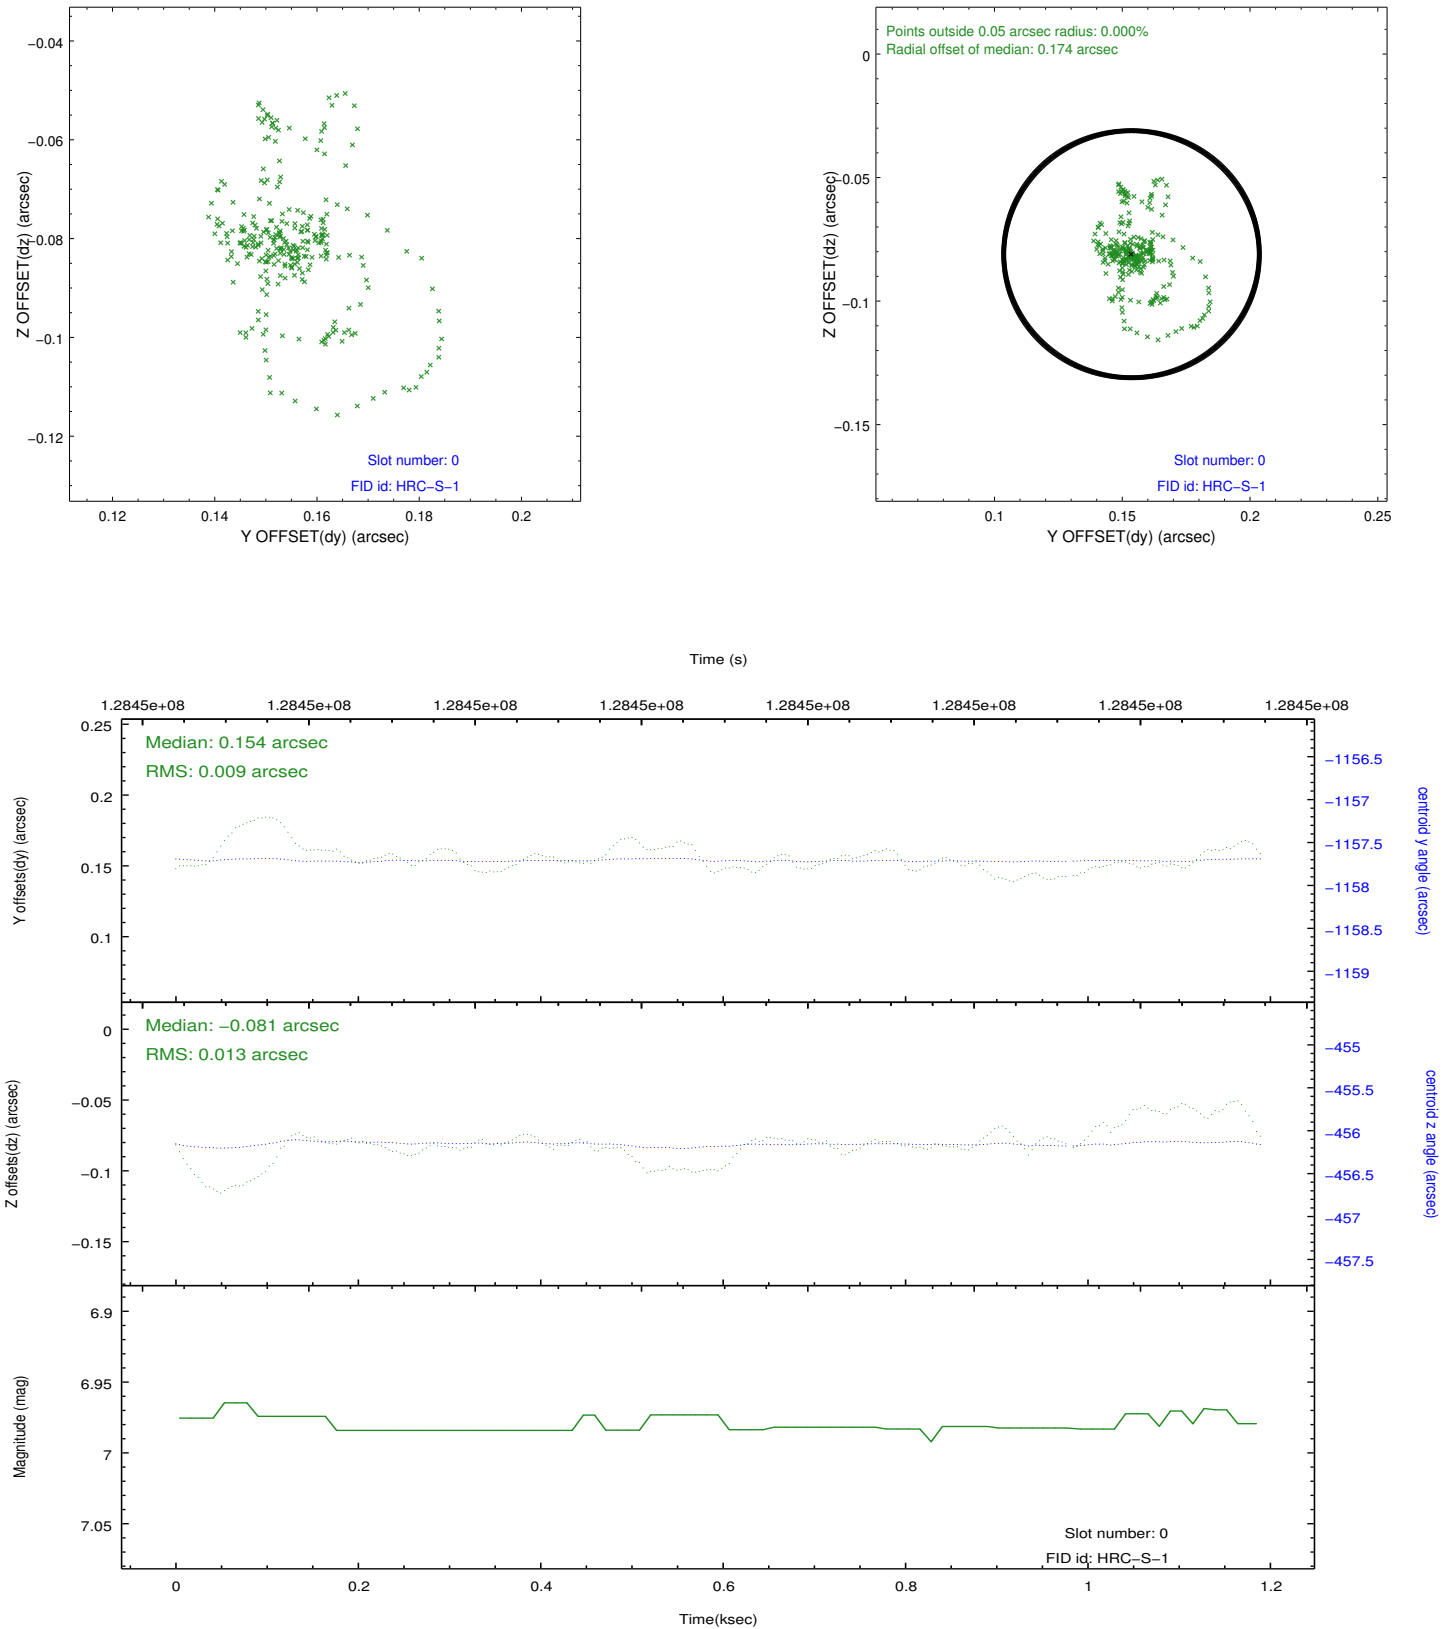 −0.04
−0.06
−0.08
−0.1
−0.12
Z OFFSET(dz) (arcsec)
Slot number: 0
FID id: HRC−S−1
0.12 0.14 0.16 0.18 0.2
Y OFFSET(dy) (arcsec)
Points outside 0.05 arcsec radius: 0.000%
Radial offset of median: 0.174 arcsec
0
−0.05
−0.1
−0.15
Z OFFSET(dz) (arcsec)
Slot number: 0
FID id: HRC−S−1
0.1 0.15 0.2 0.25
Y OFFSET(dy) (arcsec)
Time (s)
1.2845e+08 1.2845e+08 1.2845e+08 1.2845e+08 1.2845e+08 1.2845e+08 1.2845e+08 1.2845e+08
Median: 0.154 arcsec
RMS: 0.009 arcsec
0.25
0.2
0.15
0.1
Y offsets(dy) (arcsec)
−1156.5
−1157
−1157.5
−1158
−1158.5
−1159
centroid y angle (arcsec)
Median: −0.081 arcsec
RMS: 0.013 arcsec
0
−0.05
−0.1
−0.15
Z offsets(dz) (arcsec)
−455
−455.5
−456
−456.5
−457
−457.5
centroid z angle (arcsec)
6.9
6.95
7
7.05
Magnitude (mag)
Slot number: 0
FID id: HRC−S−1
0 0.2 0.4 0.6 0.8 1 1.2
Time(ksec)